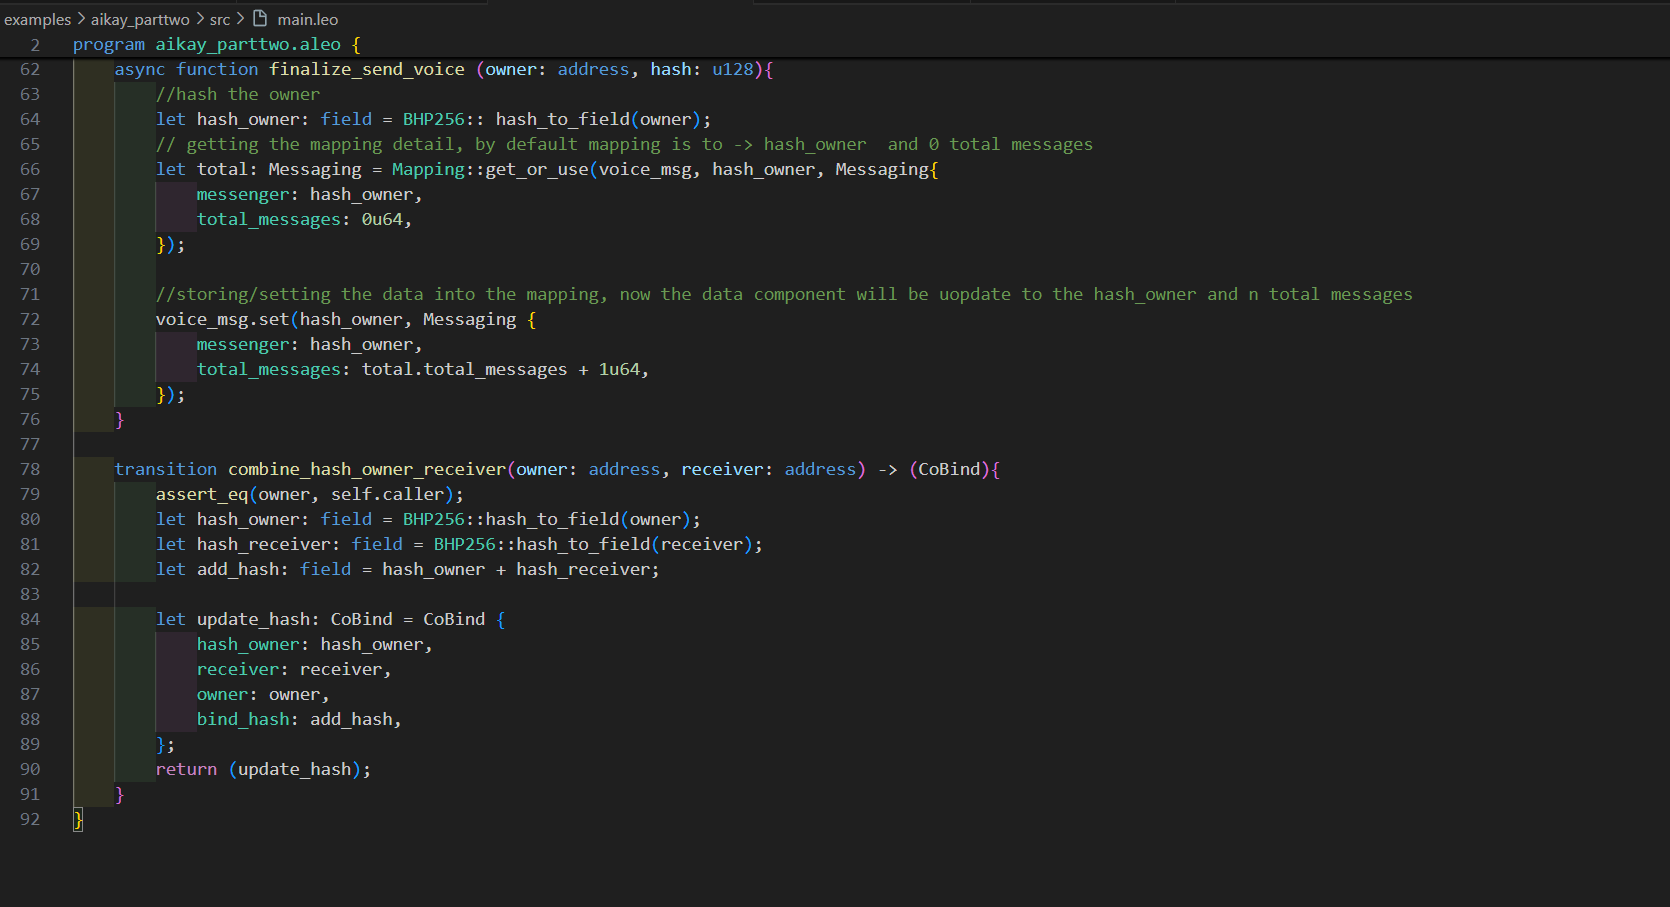 examples > aikay_parttwo > src > main.leo
2 program aikay_parttwo.aleo {
62 async function finalize_send_voice (owner: address, hash: u128){
63 //hash the owner
64 let hash_owner: field = BHP256:: hash_to_field(owner);
65 // getting the mapping detail, by default mapping is to -> hash_owner  and 0 total messages
66 let total: Messaging = Mapping::get_or_use(voice_msg, hash_owner, Messaging{
67 messenger: hash_owner,
68 total_messages: 0u64,
69 });
70
71 //storing/setting the data into the mapping, now the data component will be uopdate to the hash_owner and n total messages
72 voice_msg.set(hash_owner, Messaging {
73 messenger: hash_owner,
74 total_messages: total.total_messages + 1u64,
75 });
76 }
77
78 transition combine_hash_owner_receiver(owner: address, receiver: address) -> (CoBind){
79 assert_eq(owner, self.caller);
80 let hash_owner: field = BHP256::hash_to_field(owner);
81 let hash_receiver: field = BHP256::hash_to_field(receiver);
82 let add_hash: field = hash_owner + hash_receiver;
83
84 let update_hash: CoBind = CoBind {
85 hash_owner: hash_owner,
86 receiver: receiver,
87 owner: owner,
88 bind_hash: add_hash,
89 };
90 return (update_hash);
91 }
92 }